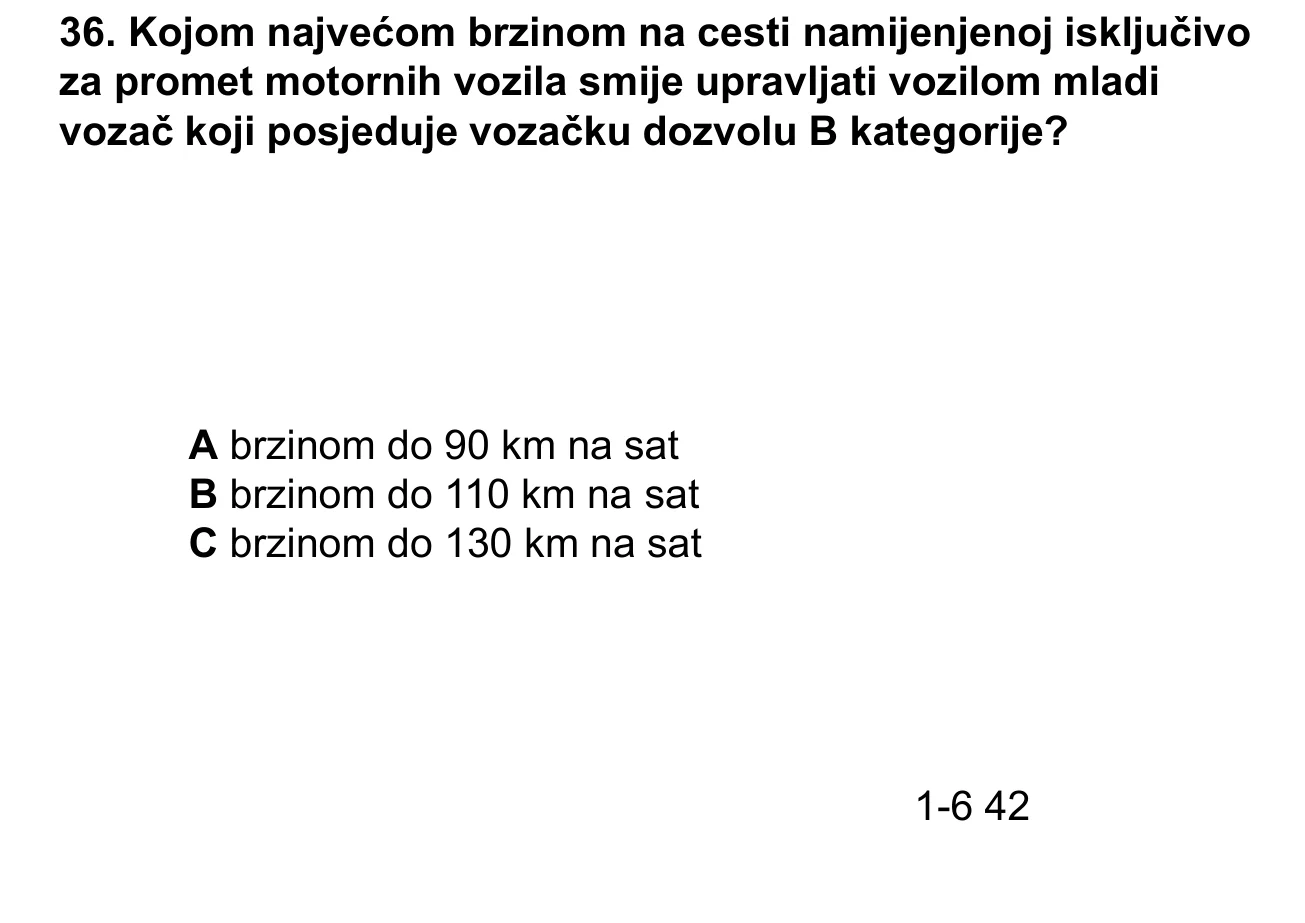 36. Kojom najvećom brzinom na cesti namijenjenoj isključivo
za promet motornih vozila smije upravljati vozilom mladi
vozač koji posjeduje vozačku dozvolu B kategorije?
A brzinom do 90 km na sat
B brzinom do 110 km na sat
C brzinom do 130 km na sat
1-6 42